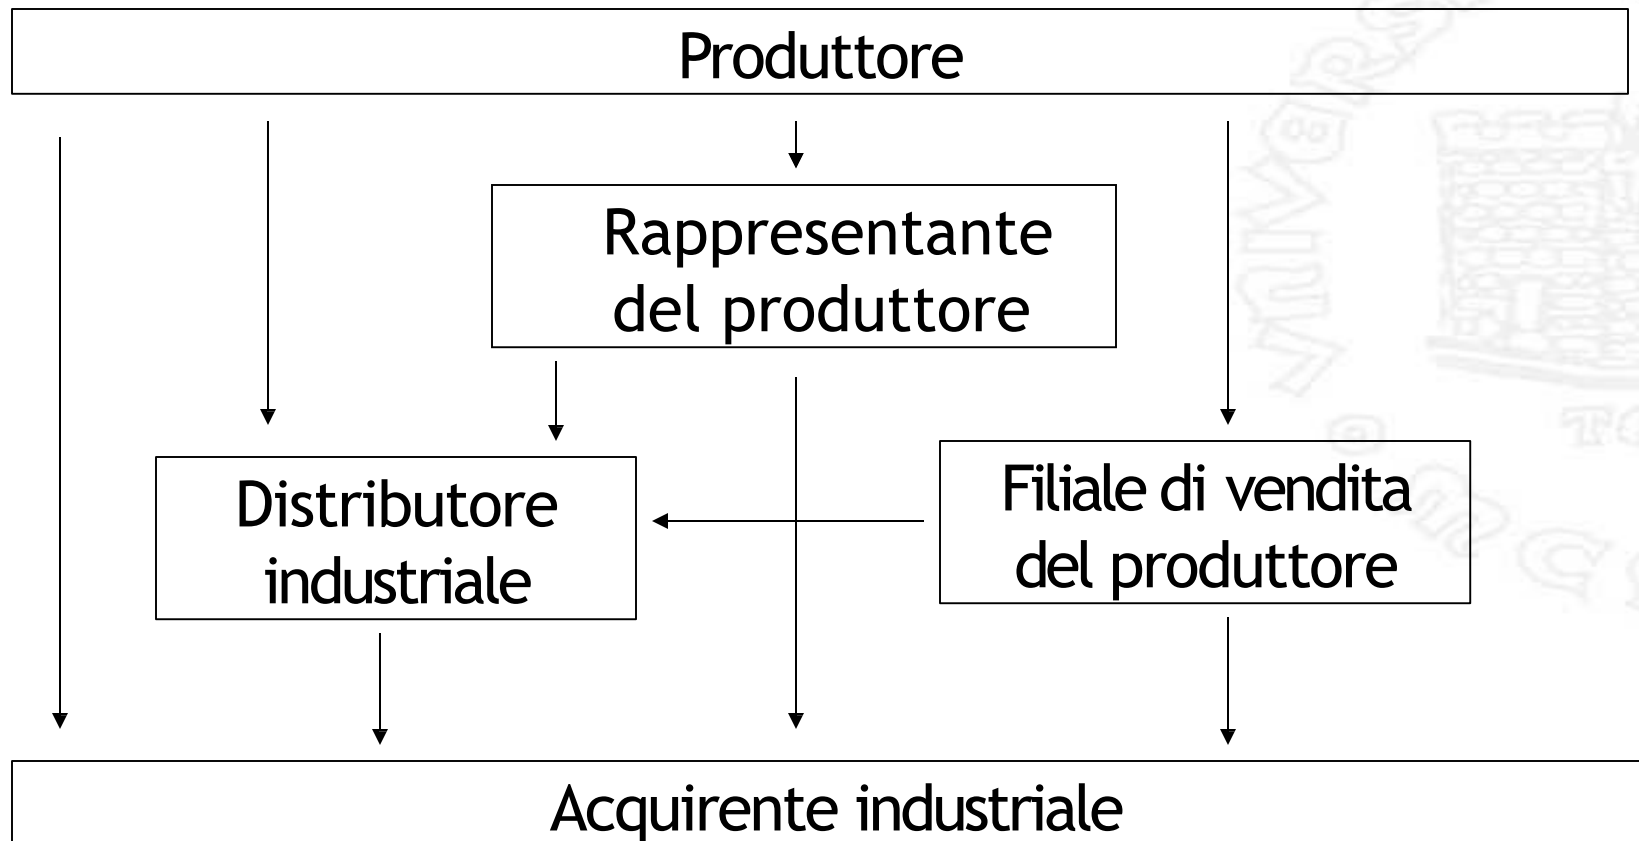 Produttore
Rappresentante
del produttore
Distributore
industriale
Filiale di vendita
del produttore
Acquirente industriale